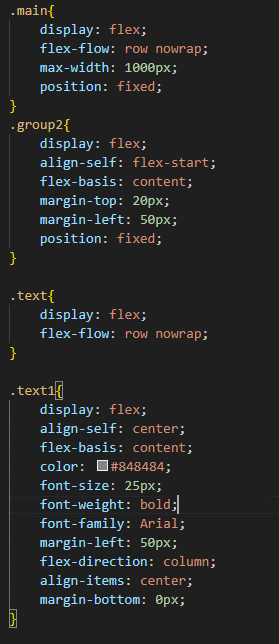 .main{
display: flex;
flex-flow: row nowrap;
max-width: 1000px;
position: fixed;
}
.group2{
display: flex;
align-self: flex-start;
flex-basis: content;
margin-top: 20px;
margin-left: 50px;
position: fixed;
}
.text{
display: flex;
flex-flow: row nowrap;
}
.text1{
display: flex;
align-self: center;
flex-basis: content;
color: #848484;
font-size: 25px;
font-weight: bold;
font-family: Arial;
margin-left: 50px;
flex-direction: column;
align-items: center;
margin-bottom: 0px;
}